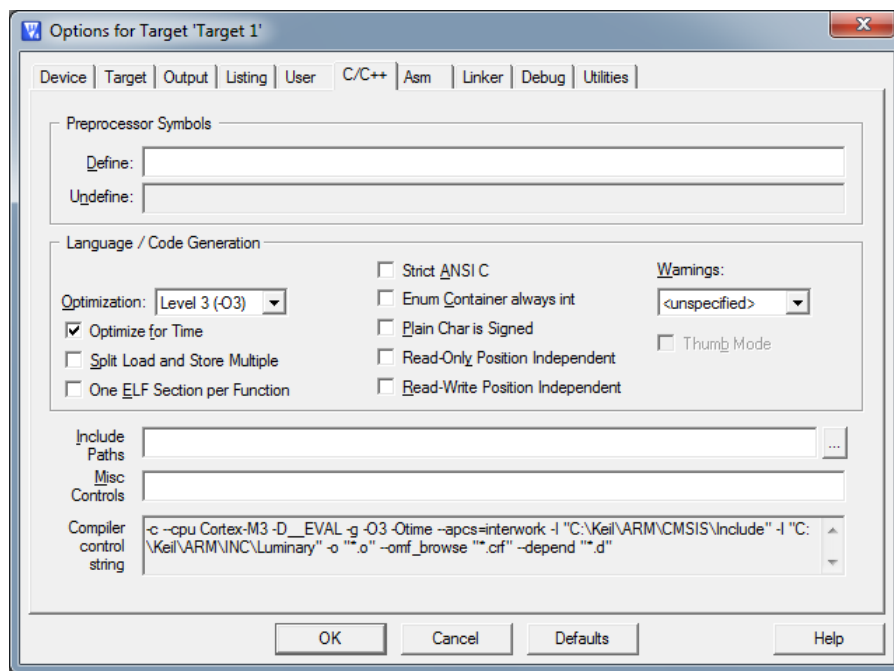 Options for Target 'Target 1'
Device Target Output Listing User C/C++ Asm Linker Debug Utilities
Preprocessor Symbols
Define:
Undefine:
Language / Code Generation
Strict ANSI C
Warnings:
Optimization: Level 3 (-O3)
Enum Container always int
<unspecified>
Optimize for Time
Plain Char is Signed
Thumb Mode
Split Load and Store Multiple
Read-Only Position Independent
One ELF Section per Function
Read-Write Position Independent
Include
Paths
...
Misc
Controls
Compiler
control
string
-c --cpu Cortex-M3 -D__EVAL -g -O3 -Otime --apcs=interwork -I "C:\Keil\ARM\CMSIS\Include" -I "C:
\Keil\ARM\INC\Luminary" -o "*.o" --omf_browse "*.crf" --depend "*.d"
OK Cancel Defaults Help